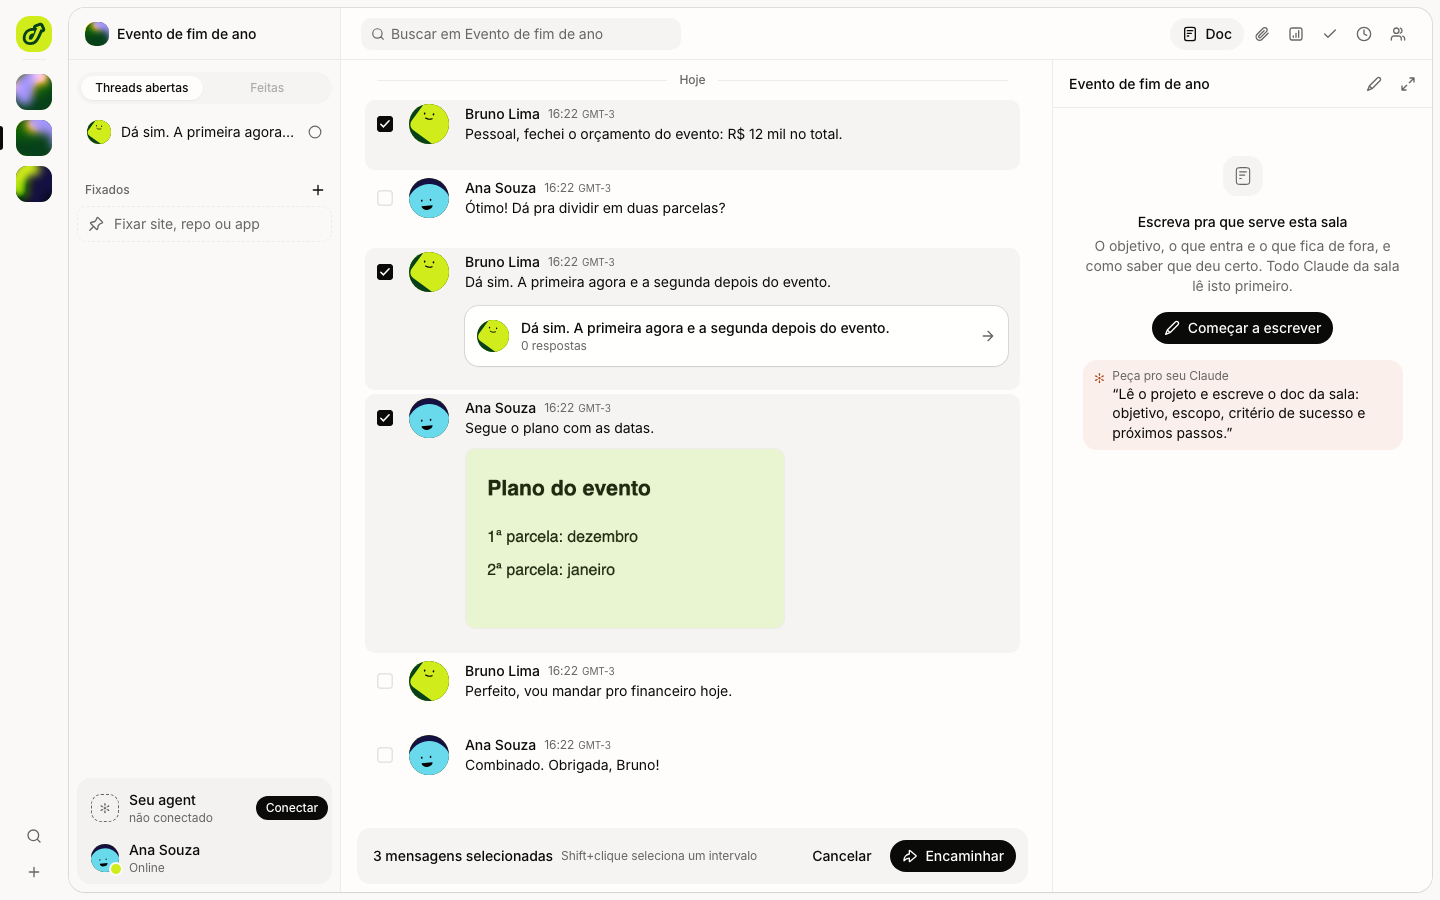 Evento de fim de ano
Buscar em Evento de fim de ano
Doc
Threads abertas
Feitas
Dá sim. A primeira agora...
Fixados
Fixar site, repo ou app
Seu agent
não conectado
Conectar
Ana Souza
Online
Hoje
Bruno Lima 16:22 GMT-3
Pessoal, fechei o orçamento do evento: R$ 12 mil no total.
Ana Souza 16:22 GMT-3
Ótimo! Dá pra dividir em duas parcelas?
Bruno Lima 16:22 GMT-3
Dá sim. A primeira agora e a segunda depois do evento.
Dá sim. A primeira agora e a segunda depois do evento.
0 respostas
Ana Souza 16:22 GMT-3
Segue o plano com as datas.
Plano do evento
1ª parcela: dezembro
2ª parcela: janeiro
Bruno Lima 16:22 GMT-3
Perfeito, vou mandar pro financeiro hoje.
Ana Souza 16:22 GMT-3
Combinado. Obrigada, Bruno!
3 mensagens selecionadas Shift+clique seleciona um intervalo
Cancelar
Encaminhar
Evento de fim de ano
Escreva pra que serve esta sala
O objetivo, o que entra e o que fica de fora, e
como saber que deu certo. Todo Claude da sala
lê isto primeiro.
Começar a escrever
Peça pro seu Claude
“Lê o projeto e escreve o doc da sala:
objetivo, escopo, critério de sucesso e
próximos passos.”